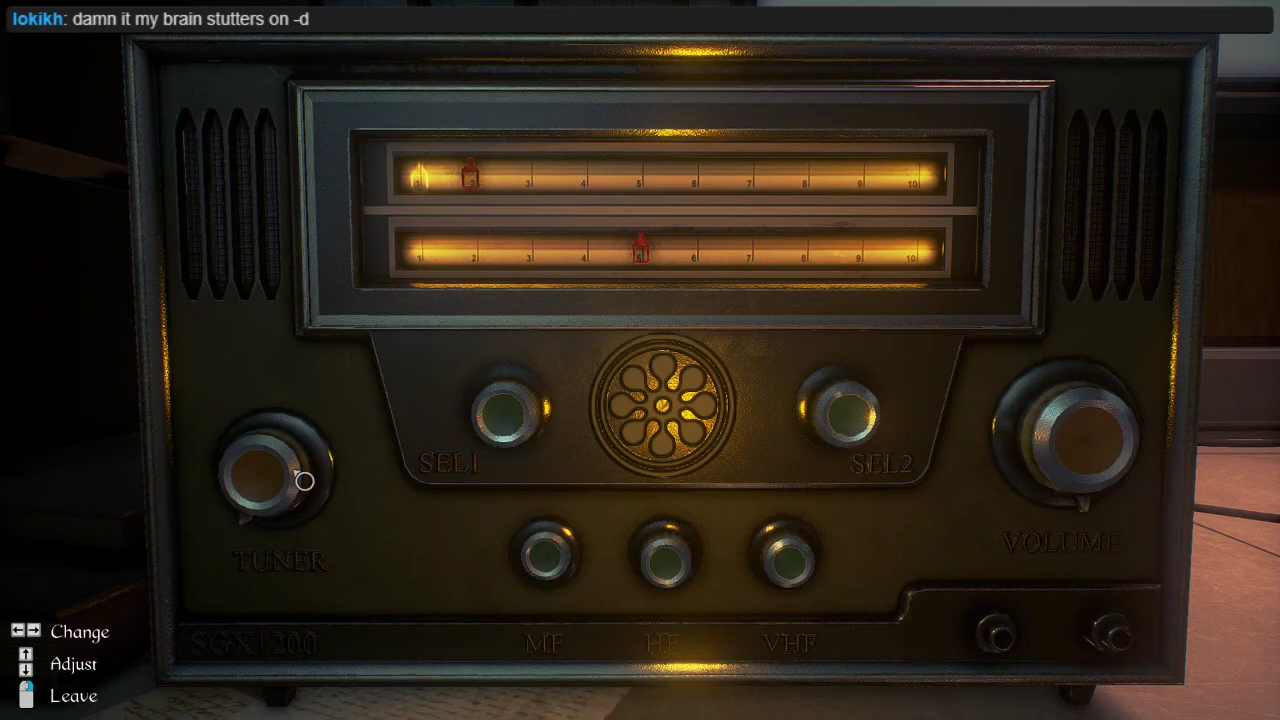 lokikh: damn it my brain stutters on -d
1 2 3 4 5 6 7 8 9 10
1 2 3 4 6 7 8 9 10
SEL1 SEL2
TUNER VOLUME
SGX1200 MF HF VHF
Change
Adjust
Leave